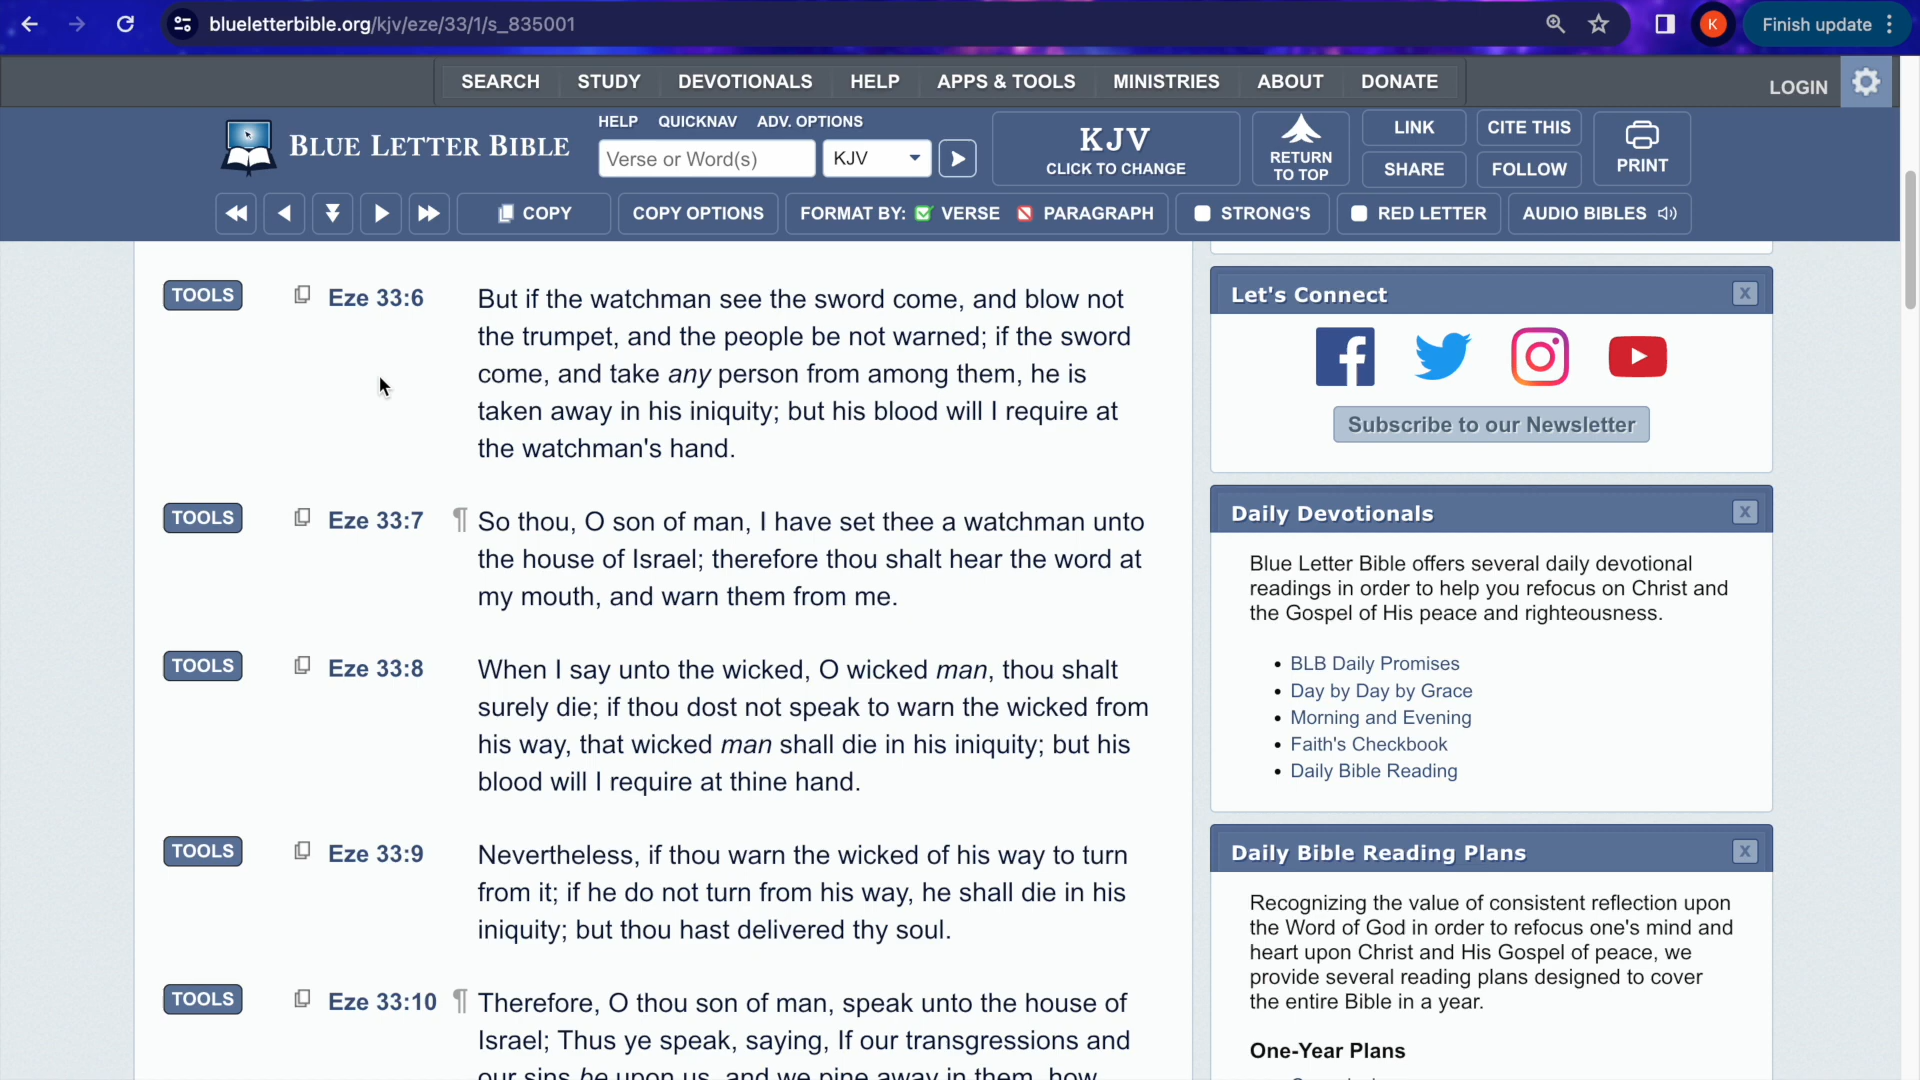 blueletterbible.org/kjv/eze/33/1/s_835001
K
Finish update
SEARCH
STUDY
DEVOTIONALS
HELP
APPS & TOOLS
MINISTRIES
ABOUT
DONATE
LOGIN
BLUE LETTER BIBLE
HELP
QUICKNAV
ADV. OPTIONS
Verse or Word(s)
KJV
KJV
CLICK TO CHANGE
RETURN
TO TOP
LINK
CITE THIS
SHARE
FOLLOW
PRINT
COPY
COPY OPTIONS
FORMAT BY: VERSE PARAGRAPH
STRONG'S
RED LETTER
AUDIO BIBLES
TOOLS
Eze 33:6
But if the watchman see the sword come, and blow not
the trumpet, and the people be not warned; if the sword
come, and take any person from among them, he is
taken away in his iniquity; but his blood will I require at
the watchman's hand.
TOOLS
Eze 33:7
¶ So thou, O son of man, I have set thee a watchman unto
the house of Israel; therefore thou shalt hear the word at
my mouth, and warn them from me.
TOOLS
Eze 33:8
When I say unto the wicked, O wicked man, thou shalt
surely die; if thou dost not speak to warn the wicked from
his way, that wicked man shall die in his iniquity; but his
blood will I require at thine hand.
TOOLS
Eze 33:9
Nevertheless, if thou warn the wicked of his way to turn
from it; if he do not turn from his way, he shall die in his
iniquity; but thou hast delivered thy soul.
TOOLS
Eze 33:10
¶ Therefore, O thou son of man, speak unto the house of
Israel; Thus ye speak, saying, If our transgressions and
our sins be upon us, and we pine away in them, how
Let's Connect
X
Subscribe to our Newsletter
Daily Devotionals
X
Blue Letter Bible offers several daily devotional
readings in order to help you refocus on Christ and
the Gospel of His peace and righteousness.
• BLB Daily Promises
• Day by Day by Grace
• Morning and Evening
• Faith's Checkbook
• Daily Bible Reading
Daily Bible Reading Plans
X
Recognizing the value of consistent reflection upon
the Word of God in order to refocus one's mind and
heart upon Christ and His Gospel of peace, we
provide several reading plans designed to cover
the entire Bible in a year.
One-Year Plans